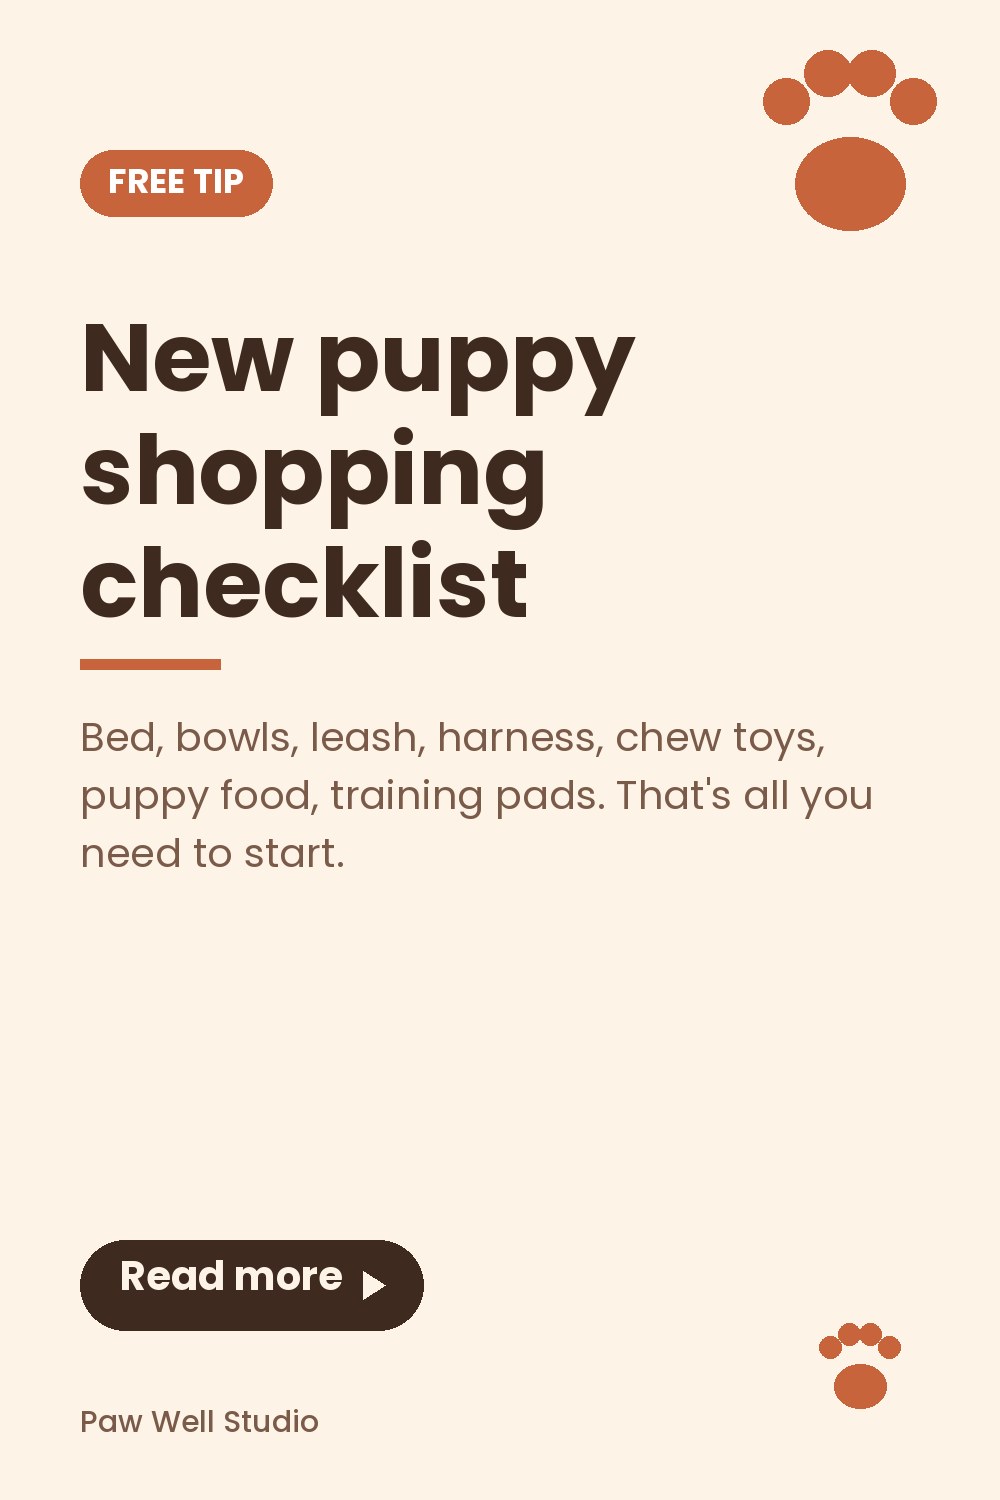 FREE TIP
New puppy
shopping
checklist
Bed, bowls, leash, harness, chew toys,
puppy food, training pads. That's all you
need to start.
Read more
Paw Well Studio